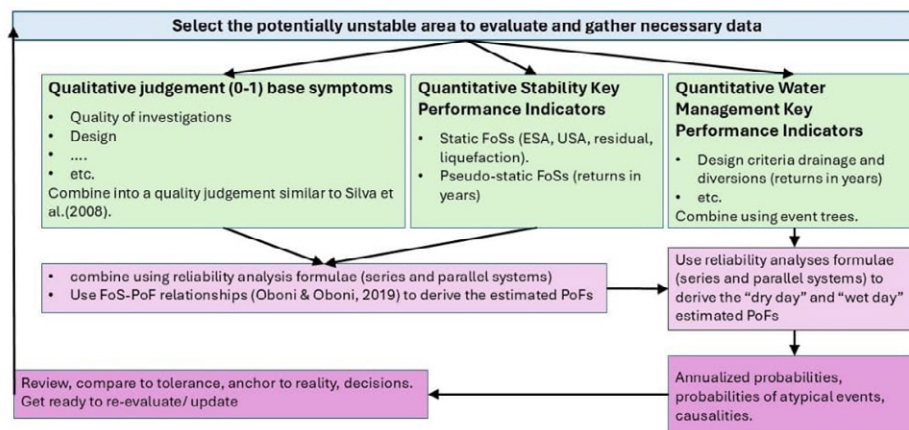 Select the potentially unstable area to evaluate and gather necessary data
Qualitative judgement (0-1) base symptoms
• Quality of investigations
• Design
• ....
• etc.
Combine into a quality judgement similar to Silva
et al.(2008).
Quantitative Stability Key
Performance Indicators
• Static FoSs (ESA, USA, residual,
liquefaction).
• Pseudo-static FoSs (returns in
years)
Quantitative Water
Management Key
Performance Indicators
• Design criteria drainage and
diversions (returns in years)
• etc.
Combine using event trees.
• combine using reliability analysis formulae (series and parallel systems)
• Use FoS-PoF relationships (Oboni & Oboni, 2019) to derive the estimated PoFs
Use reliability analyses formulae
(series and parallel systems) to
derive the “dry day” and “wet day”
estimated PoFs
Annualized probabilities,
probabilities of atypical events,
causalities.
Review, compare to tolerance, anchor to reality, decisions.
Get ready to re-evaluate/ update